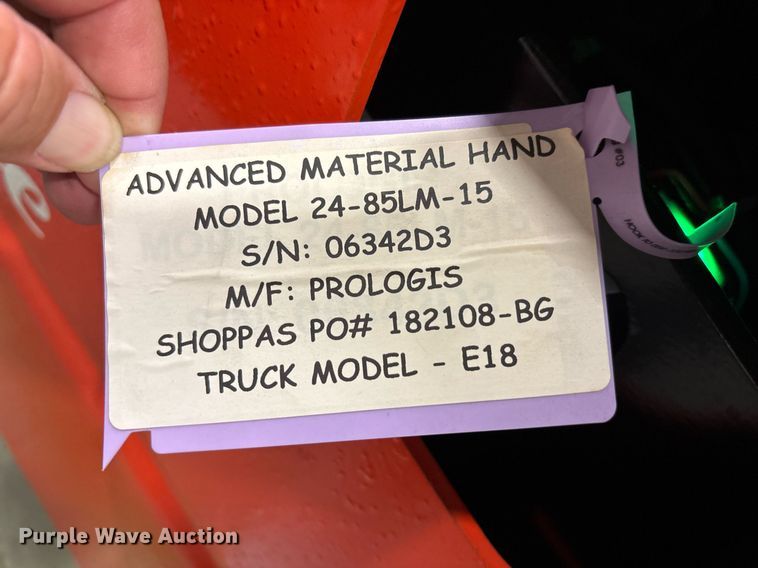 ADVANCED MATERIAL HAND
MODEL 24-85LM-15
S/N: 06342D3
M/F: PROLOGIS
SHOPPAS PO# 182108-BG
TRUCK MODEL - E18
#03
Purple Wave Auction